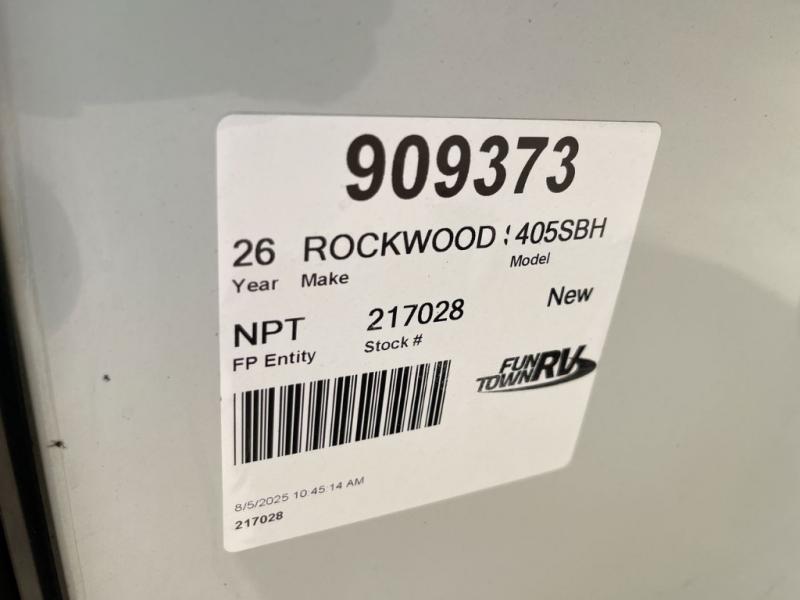 909373
26 ROCKWOOD 405SBH
Year Make Model
NPT 217028 New
FP Entity Stock #
FUN TOWN RV
8/5/2025 10:45:14 AM
217028